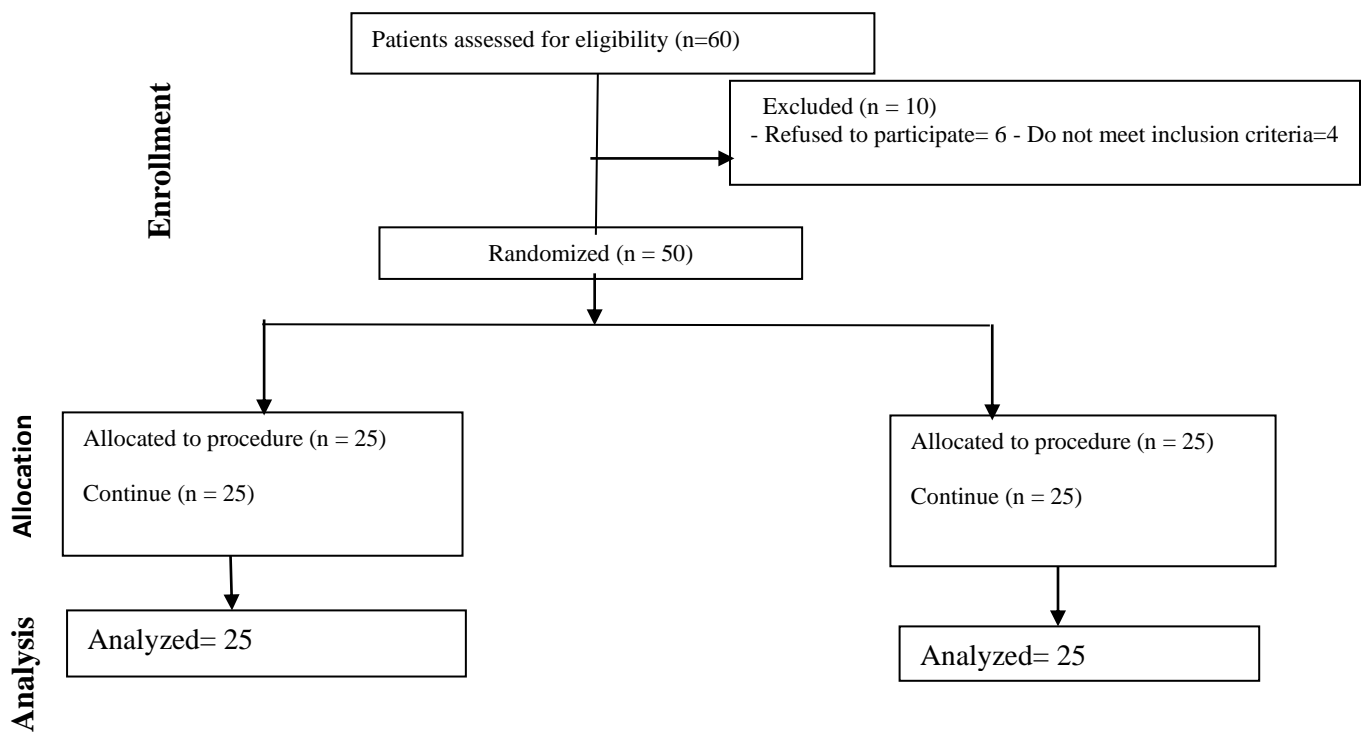 Patients assessed for eligibility (n=60)
Enrollment
Excluded (n = 10)
- Refused to participate= 6 - Do not meet inclusion criteria=4
Randomized (n = 50)
Allocation
Allocated to procedure (n = 25)
Continue (n = 25)
Allocated to procedure (n = 25)
Continue (n = 25)
Analysis
Analyzed= 25
Analyzed= 25